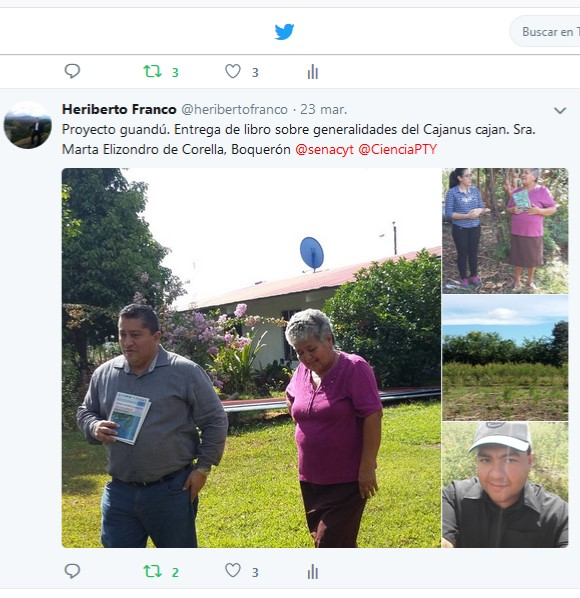 Buscar en T
3
3
Heriberto Franco @heribertofranco · 23 mar.
Proyecto guandú. Entrega de libro sobre generalidades del Cajanus cajan. Sra.
Marta Elizondro de Corella, Boquerón @senacyt @CienciaPTY
2
3